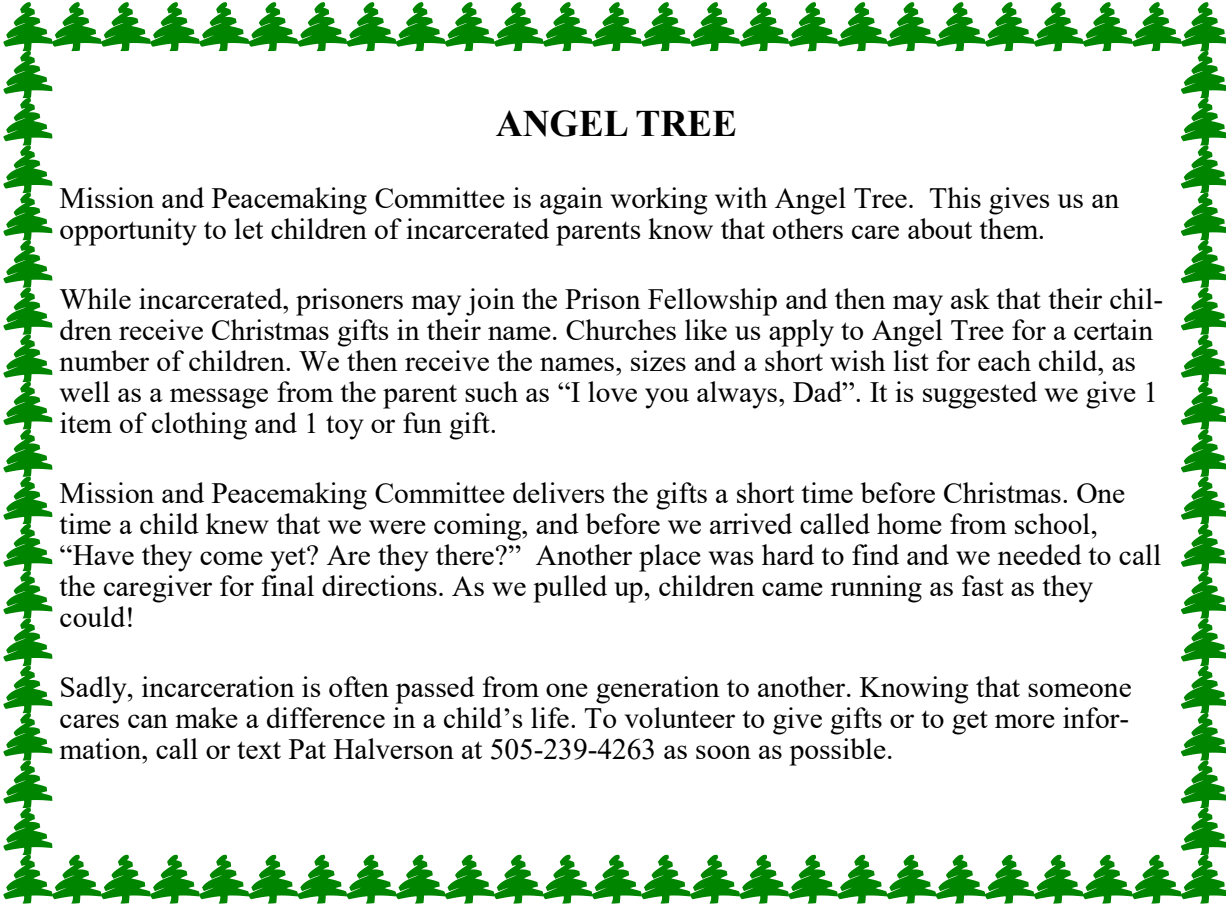 ANGEL TREE
Mission and Peacemaking Committee is again working with Angel Tree.  This gives us an
opportunity to let children of incarcerated parents know that others care about them.
While incarcerated, prisoners may join the Prison Fellowship and then may ask that their chil-
dren receive Christmas gifts in their name. Churches like us apply to Angel Tree for a certain
number of children. We then receive the names, sizes and a short wish list for each child, as
well as a message from the parent such as “I love you always, Dad”. It is suggested we give 1
item of clothing and 1 toy or fun gift.
Mission and Peacemaking Committee delivers the gifts a short time before Christmas. One
time a child knew that we were coming, and before we arrived called home from school,
“Have they come yet? Are they there?”  Another place was hard to find and we needed to call
the caregiver for final directions. As we pulled up, children came running as fast as they
could!
Sadly, incarceration is often passed from one generation to another. Knowing that someone
cares can make a difference in a child’s life. To volunteer to give gifts or to get more infor-
mation, call or text Pat Halverson at 505-239-4263 as soon as possible.